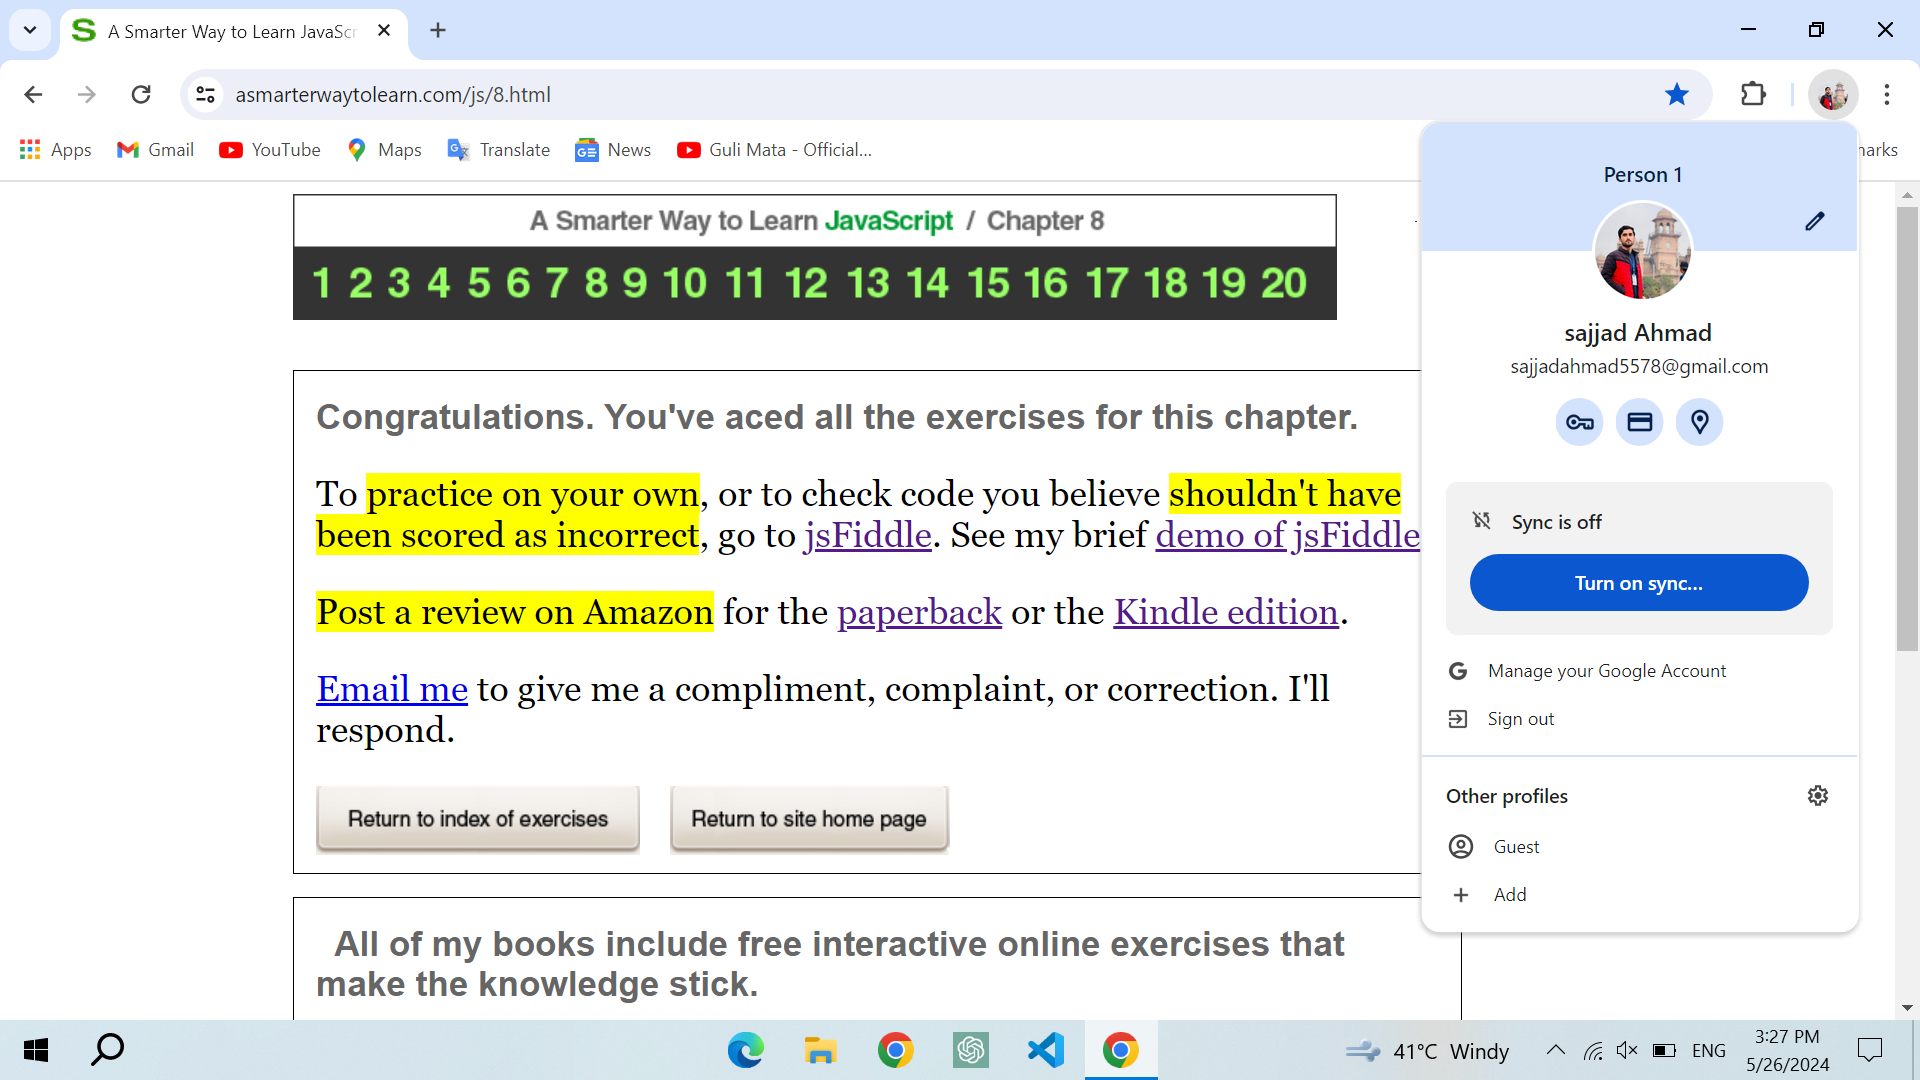 A Smarter Way to Learn JavaScr
asmarterwaytolearn.com/js/8.html
Apps Gmail YouTube Maps Translate News Guli Mata - Official... marks
A Smarter Way to Learn JavaScript / Chapter 8
1 2 3 4 5 6 7 8 9 10 11 12 13 14 15 16 17 18 19 20
Congratulations. You've aced all the exercises for this chapter.
To practice on your own, or to check code you believe shouldn't have
been scored as incorrect, go to jsFiddle. See my brief demo of jsFiddle
Post a review on Amazon for the paperback or the Kindle edition.
Email me to give me a compliment, complaint, or correction. I'll
respond.
Return to index of exercises Return to site home page
All of my books include free interactive online exercises that
make the knowledge stick.
Person 1
sajjad Ahmad
sajjadahmad5578@gmail.com
Sync is off
Turn on sync...
Manage your Google Account
Sign out
Other profiles
Guest
Add
41°C Windy ENG
3:27 PM
5/26/2024